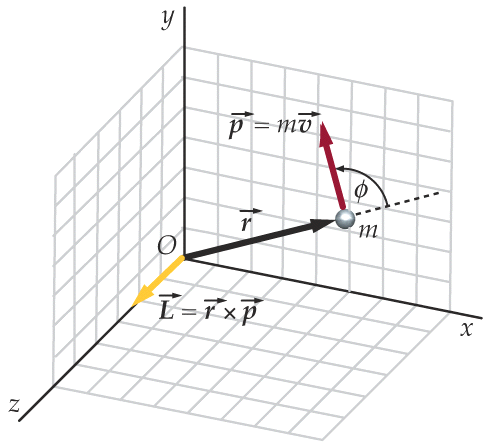 y
p⃗ = mv⃗
ϕ
r⃗
m
O
L⃗ = r⃗ × p⃗
x
z